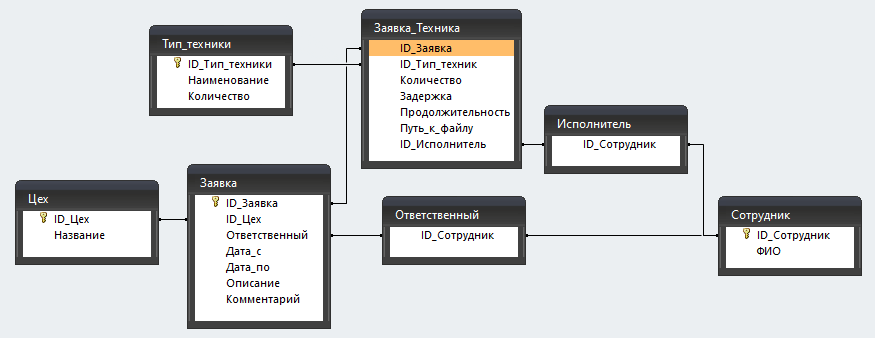 Тип_техники
ID_Тип_техники
Наименование
Количество
Заявка_Техника
ID_Заявка
ID_Тип_техник
Количество
Задержка
Продолжительность
Путь_к_файлу
ID_Исполнитель
Исполнитель
ID_Сотрудник
Цех
ID_Цех
Название
Заявка
ID_Заявка
ID_Цех
Ответственный
Дата_с
Дата_по
Описание
Комментарий
Ответственный
ID_Сотрудник
Сотрудник
ID_Сотрудник
ФИО